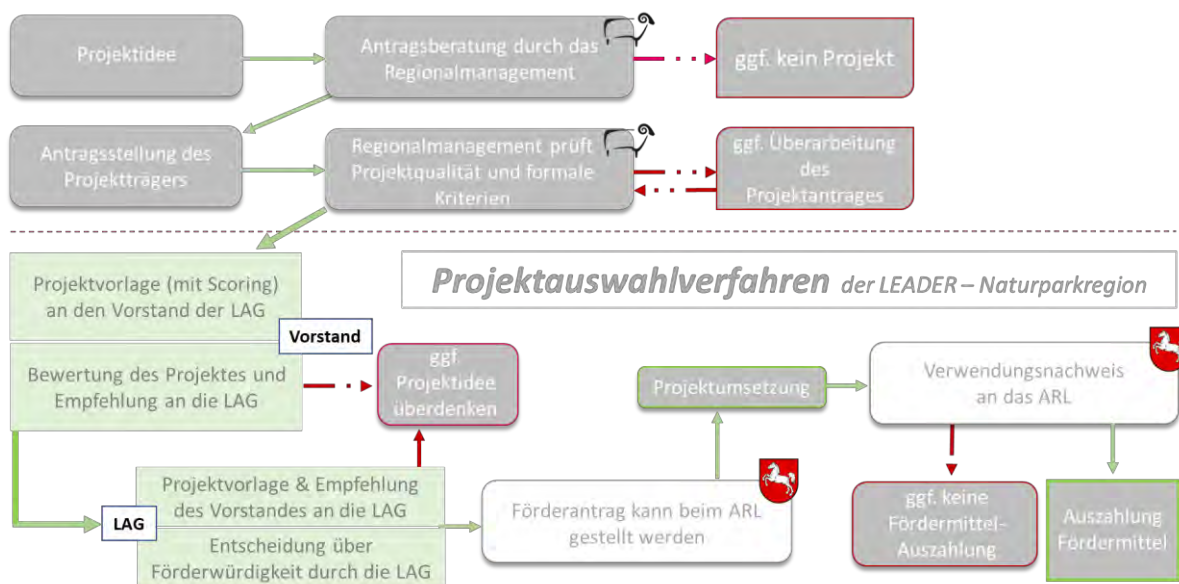 Projektidee
Antragsberatung durch das
Regionalmanagement
ggf. kein Projekt
Antragsstellung des
Projektträgers
Regionalmanagement prüft
Projektqualität und formale
Kriterien
ggf. Überarbeitung
des
Projektantrages
Projektvorlage (mit Scoring)
an den Vorstand der LAG
Projektauswahlverfahren der LEADER – Naturparkregion
Vorstand
Bewertung des Projektes und
Empfehlung an die LAG
ggf.
Projektidee
überdenken
Projektumsetzung
Verwendungsnachweis
an das ARL
LAG
Projektvorlage & Empfehlung
des Vorstandes an die LAG
Entscheidung über
Förderwürdigkeit durch die LAG
Förderantrag kann beim ARL
gestellt werden
ggf. keine
Fördermittel-
Auszahlung
Auszahlung
Fördermittel